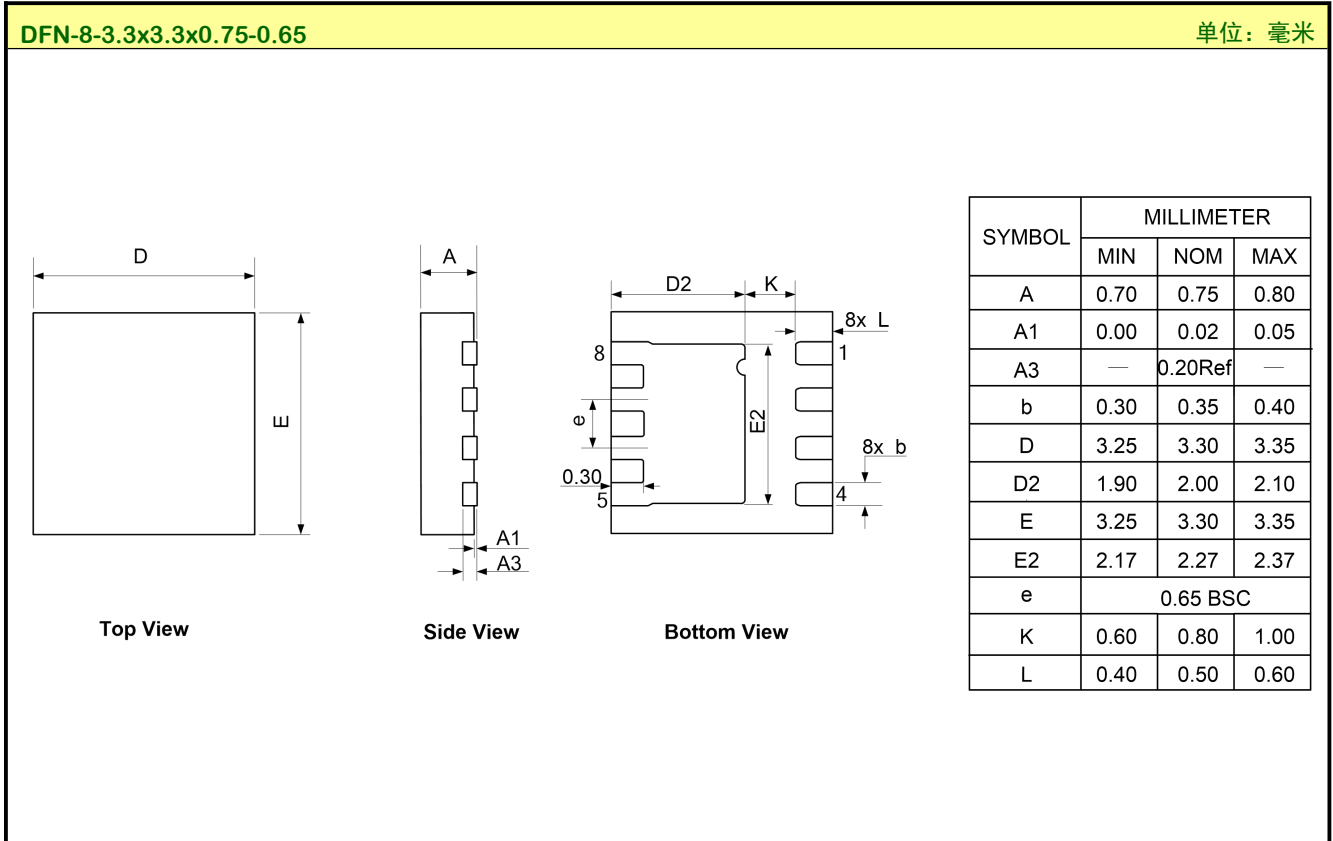 DFN-8-3.3x3.3x0.75-0.65 单位：毫米
D
E
Top View
A
A1
A3
Side View
D2 K
8x L
8 1
e
E2
8x b
0.30
5 4
Bottom View
SYMBOL MILLIMETER
MIN NOM MAX
A 0.70 0.75 0.80
A1 0.00 0.02 0.05
A3 — 0.20Ref —
b 0.30 0.35 0.40
D 3.25 3.30 3.35
D2 1.90 2.00 2.10
E 3.25 3.30 3.35
E2 2.17 2.27 2.37
e 0.65 BSC
K 0.60 0.80 1.00
L 0.40 0.50 0.60